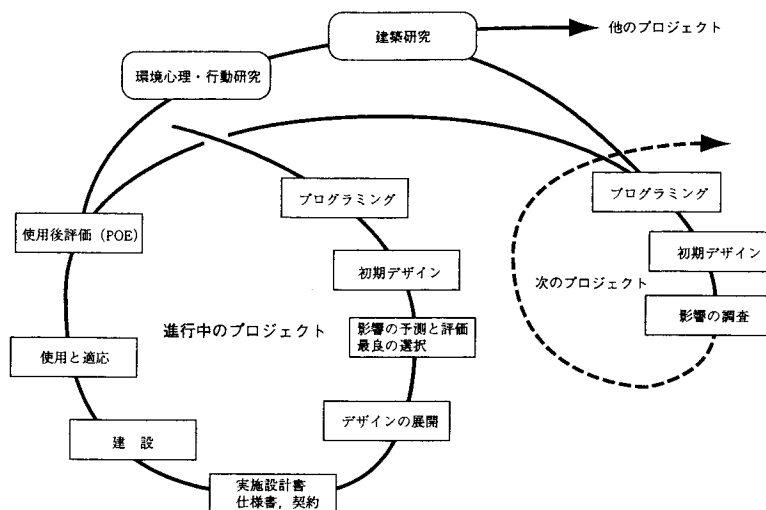 建築研究
他のプロジェクト
環境心理・行動研究
プログラミング
プログラミング
使用後評価（POE）
初期デザイン
初期デザイン
次のプロジェクト
進行中のプロジェクト
影響の予測と評価
最良の選択
影響の調査
使用と適応
デザインの展開
建　設
実施設計書
仕様書，契約